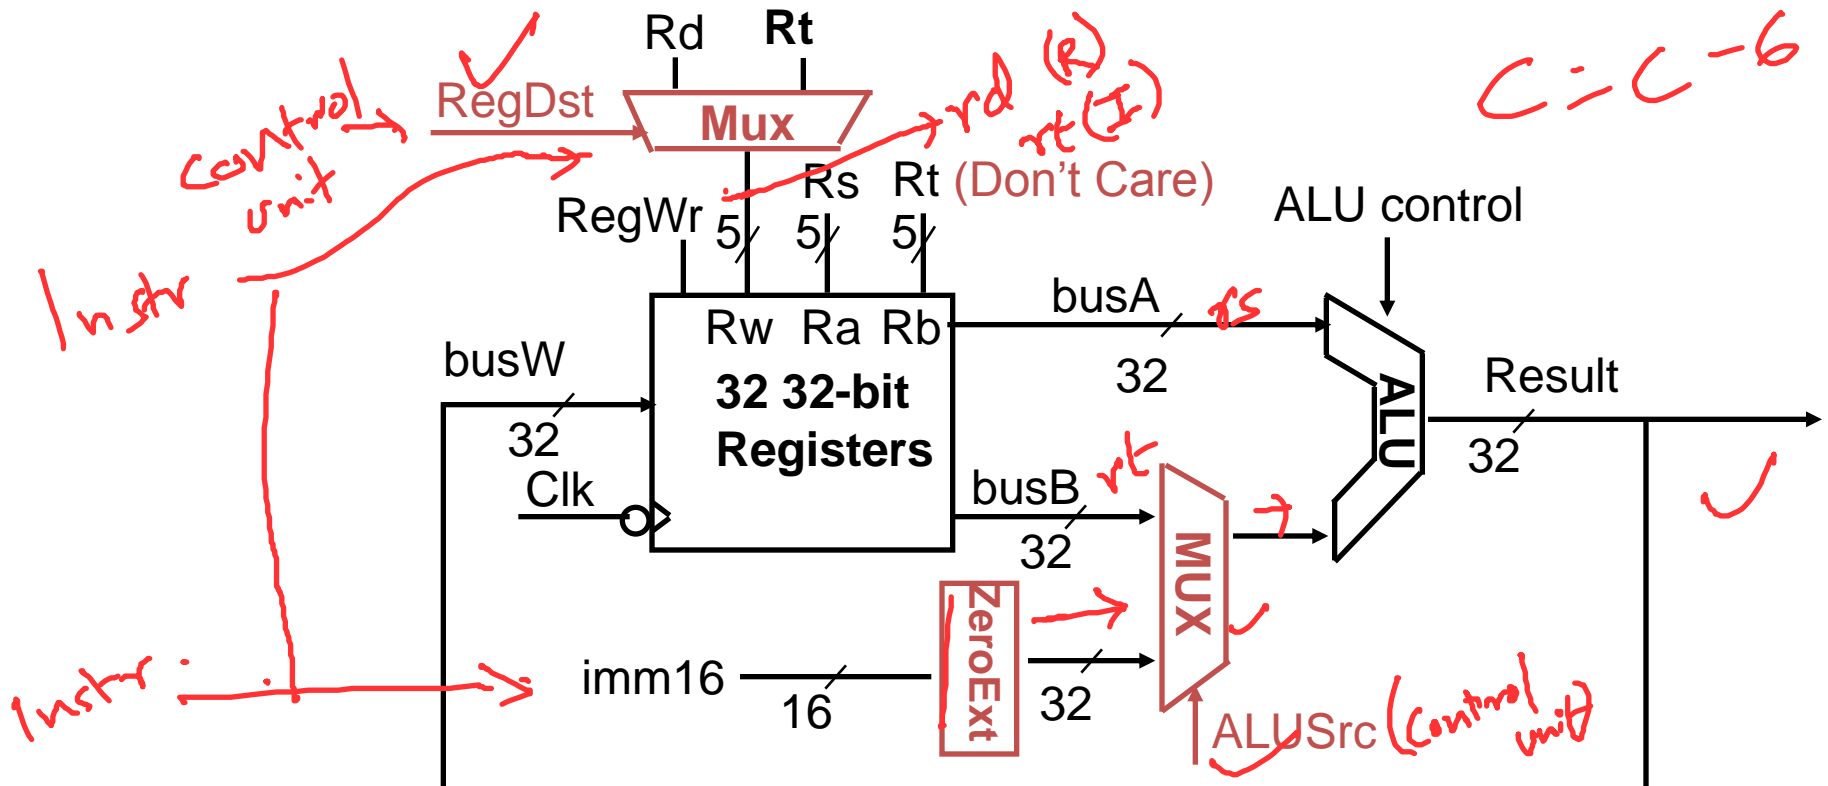 Rd Rt
C = C - 6
control unit
RegDst
Mux
rd (R)
rt (I)
Rs Rt (Don't Care)
RegWr
5 5 5
ALU control
Instr
busA
rs
32
Rw Ra Rb
busW
32
32 32-bit
Registers
ALU
Result
32
Clk
busB
rt
32
MUX
ZeroExt
Instr
imm16
16
32
ALUSrc (control unit)